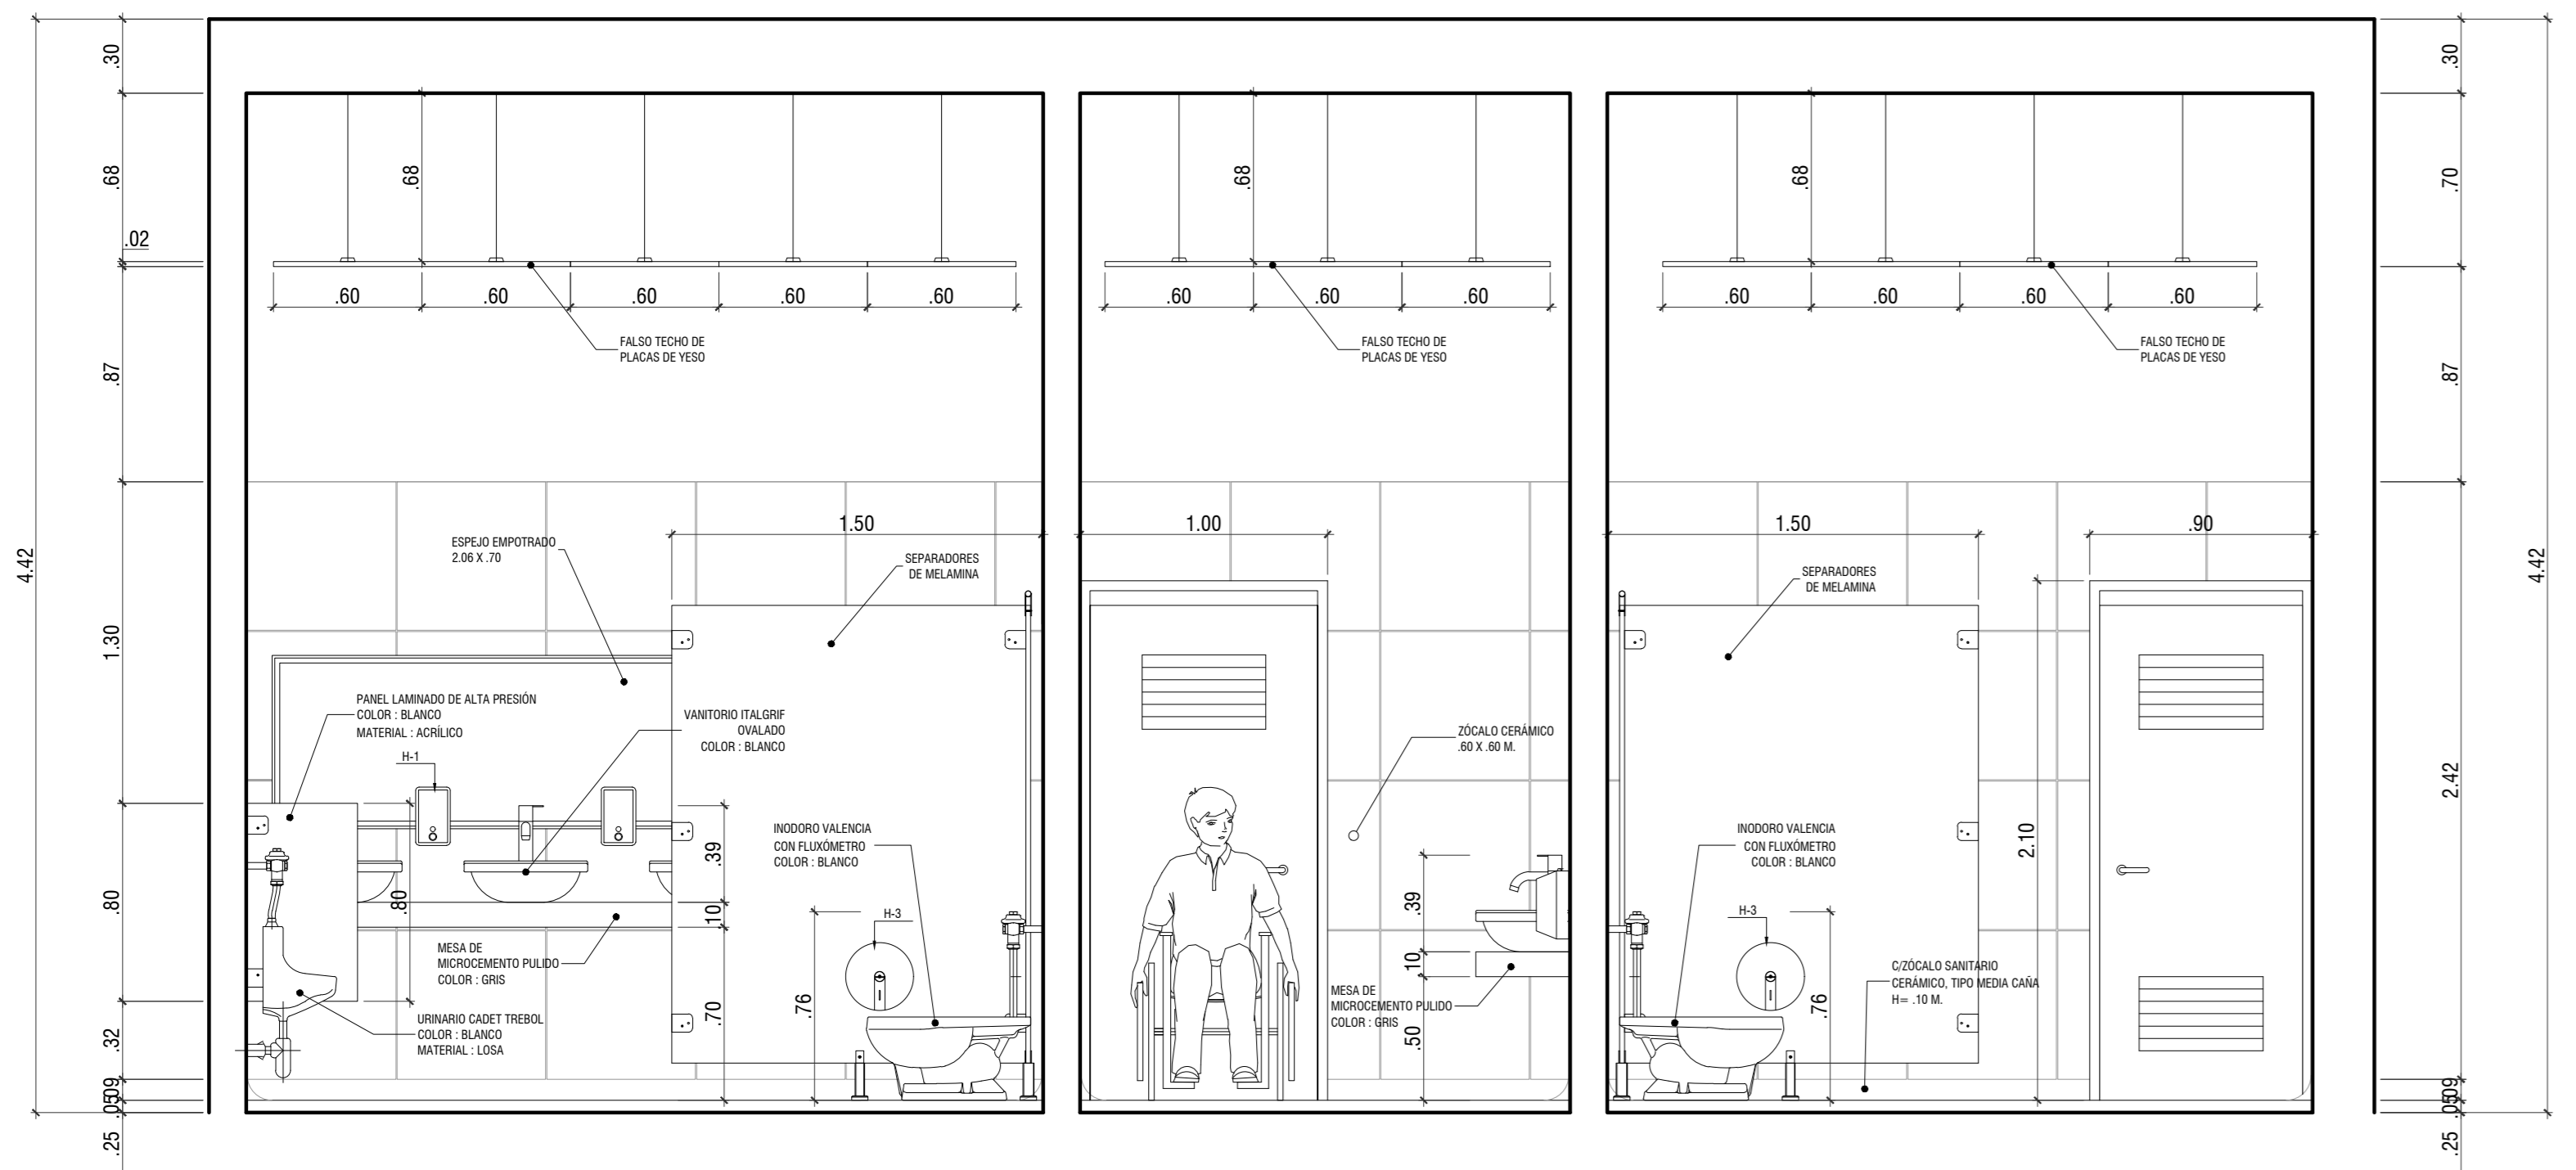 .30
.68
.02
.87
1.30
.80
.32
.09
.05
.25
4.42
.68
.60
.60
.60
.60
.60
FALSO TECHO DE
PLACAS DE YESO
1.50
ESPEJO EMPOTRADO
2.06 X .70
SEPARADORES
DE MELAMINA
PANEL LAMINADO DE ALTA PRESIÓN
COLOR : BLANCO
MATERIAL : ACRÍLICO
H-1
VANITORIO ITALGRIF
OVALADO
COLOR : BLANCO
INODORO VALENCIA
CON FLUXÓMETRO
COLOR : BLANCO
.39
.10
.70
.80
.76
H-3
MESA DE
MICROCEMENTO PULIDO
COLOR : GRIS
URINARIO CADET TREBOL
COLOR : BLANCO
MATERIAL : LOSA
.68
.60
.60
.60
FALSO TECHO DE
PLACAS DE YESO
1.00
ZÓCALO CERÁMICO
.60 X .60 M.
.39
.10
.50
MESA DE
MICROCEMENTO PULIDO
COLOR : GRIS
.68
.60
.60
.60
.60
FALSO TECHO DE
PLACAS DE YESO
1.50
.90
SEPARADORES
DE MELAMINA
INODORO VALENCIA
CON FLUXÓMETRO
COLOR : BLANCO
2.10
H-3
.76
C/ZÓCALO SANITARIO
CERÁMICO, TIPO MEDIA CAÑA
H= .10 M.
.30
.70
.87
2.42
.09
.05
.25
4.42